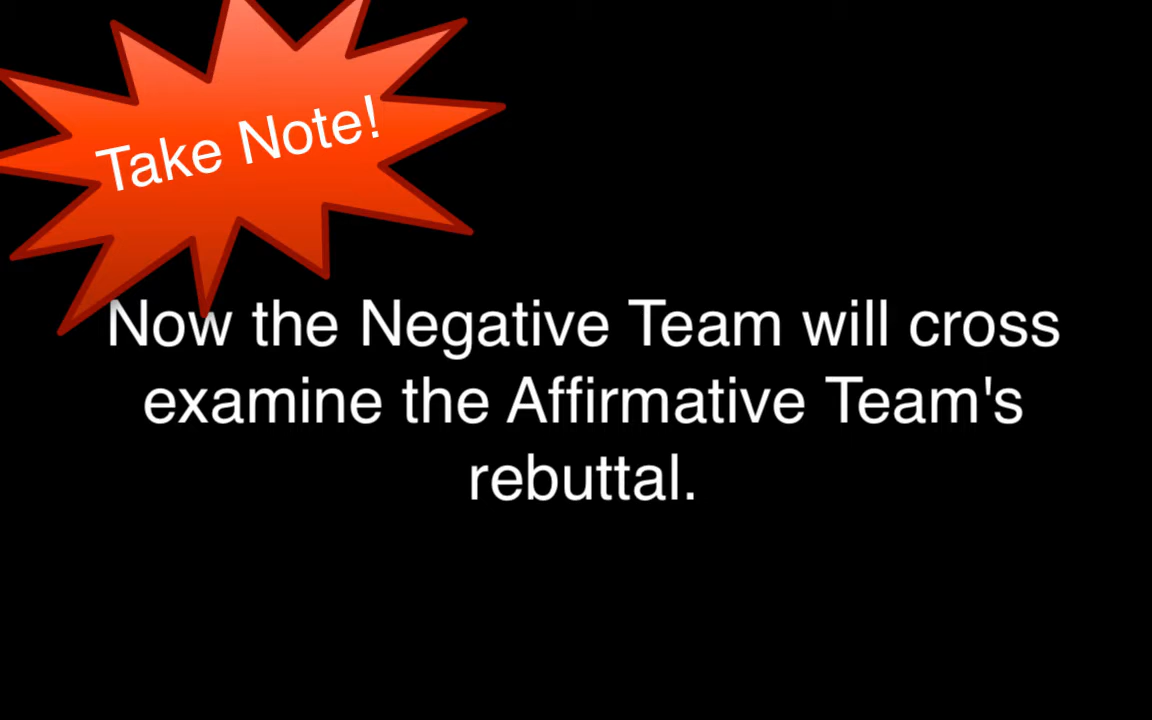 Take Note!
Now the Negative Team will cross
examine the Affirmative Team's
rebuttal.